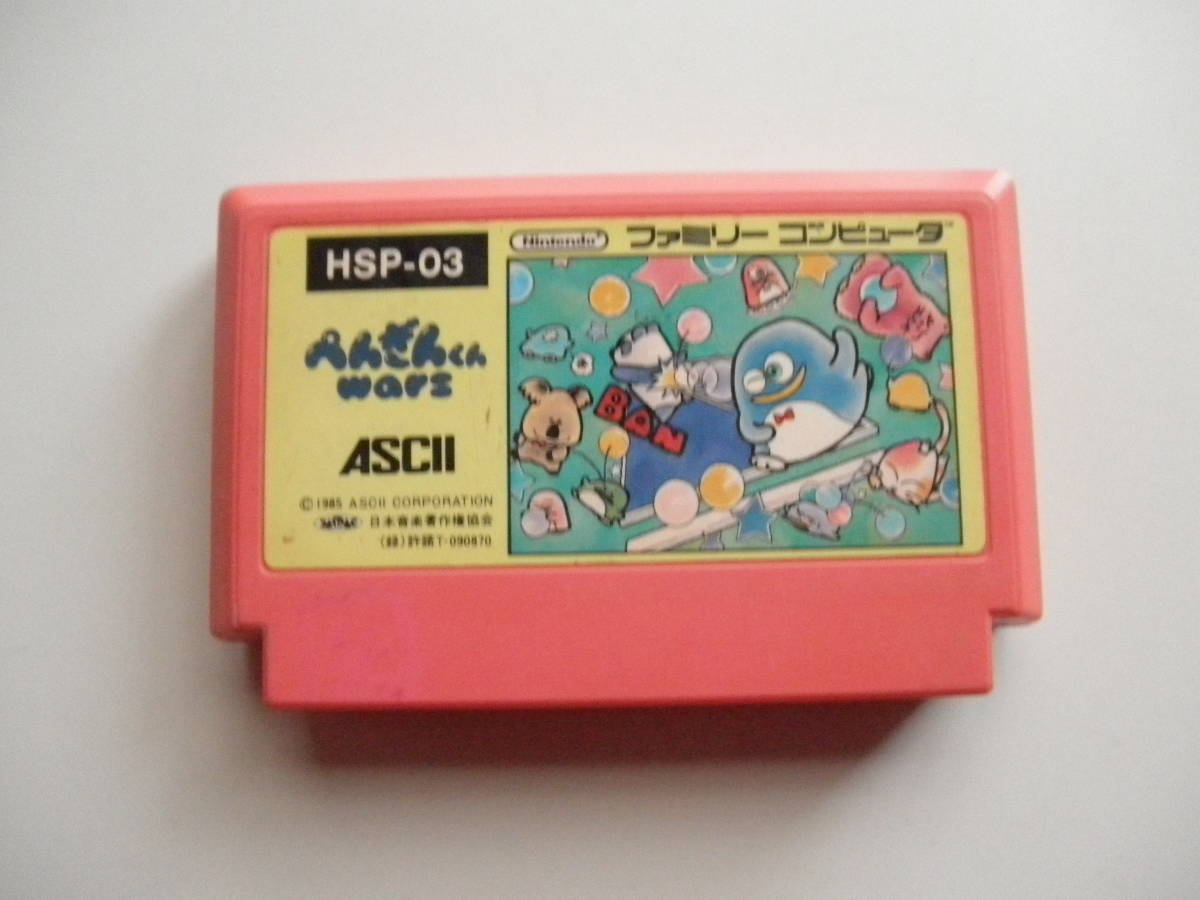 HSP-03
ぺんぎんくん
wars
ASCII
©1985 ASCII CORPORATION
日本音楽著作権協会
(録)許諾T-090870
Nintendo®
ファミリー コンピュータ™
BAN